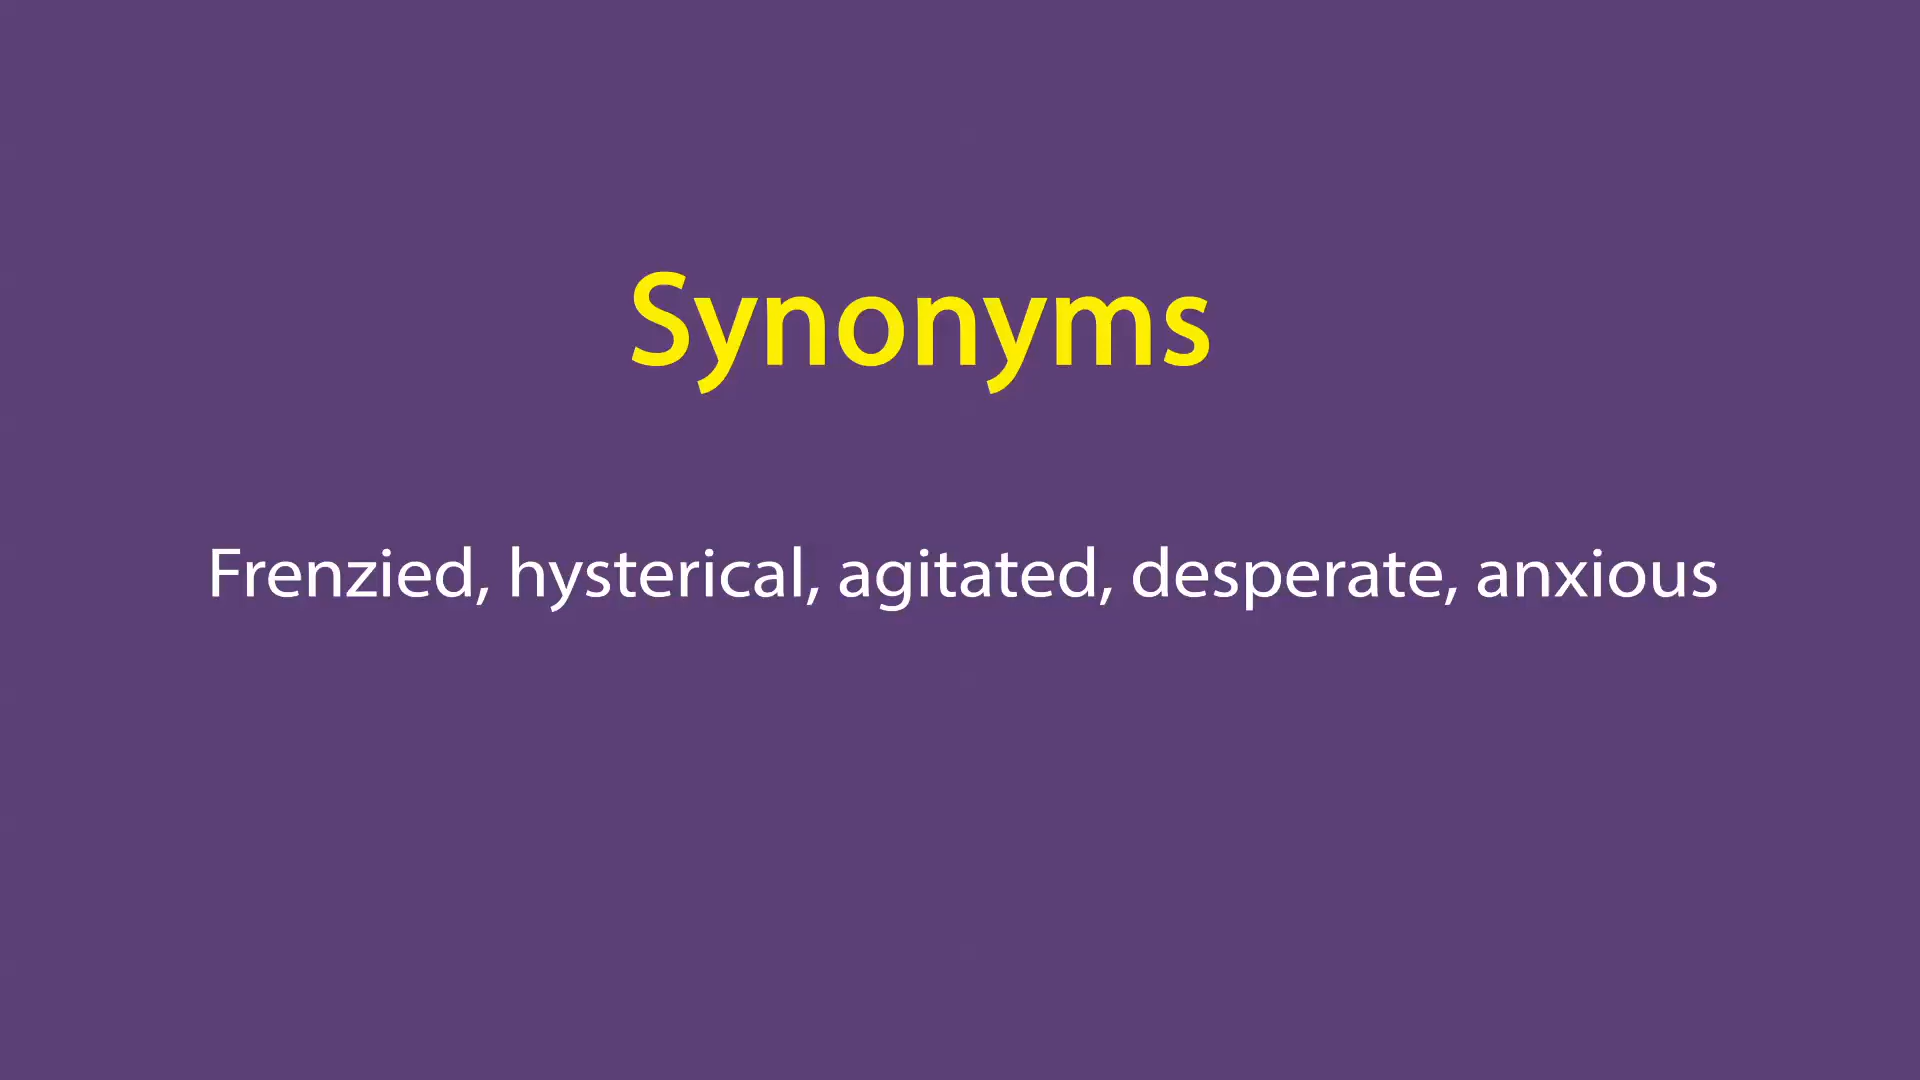 Synonyms
Frenzied, hysterical, agitated, desperate, anxious